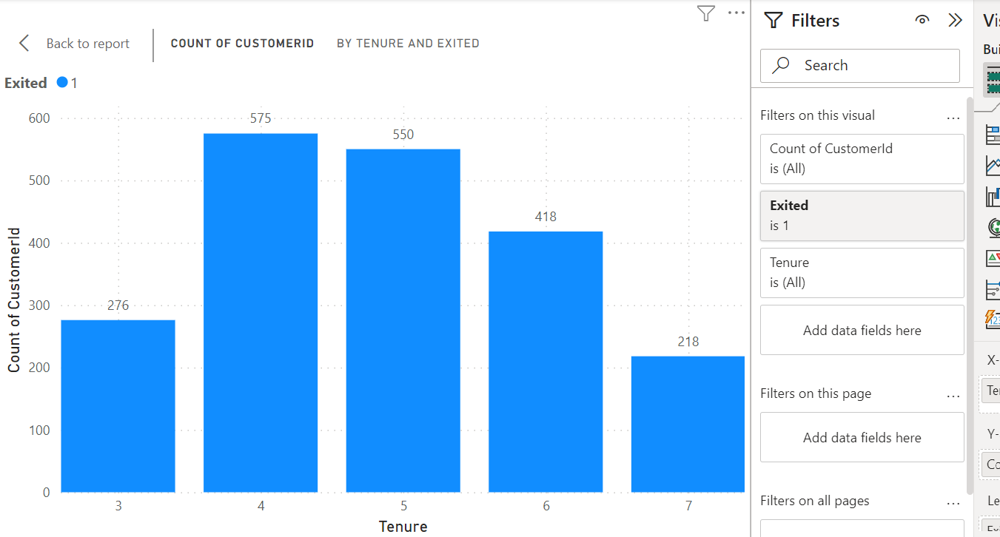 Back to report
COUNT OF CUSTOMERID
BY TENURE AND EXITED
Exited
1
600
500
400
300
200
100
0
Count of CustomerId
276
575
550
418
218
3
4
5
6
7
Tenure
Filters
Search
Filters on this visual
...
Count of CustomerId
is (All)
Exited
is 1
Tenure
is (All)
Add data fields here
Filters on this page
...
Add data fields here
Filters on all pages
...
Vis
Bui
123
X-
Ter
Y-
Co
Le